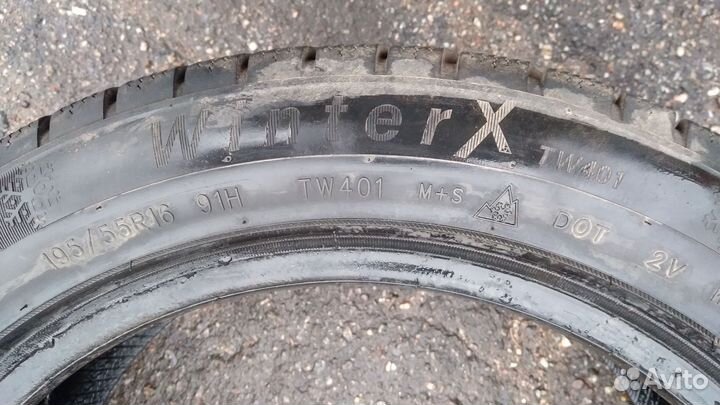 WinterX TW401
195/55R16 91H TW401 M+S DOT 2V
Avito